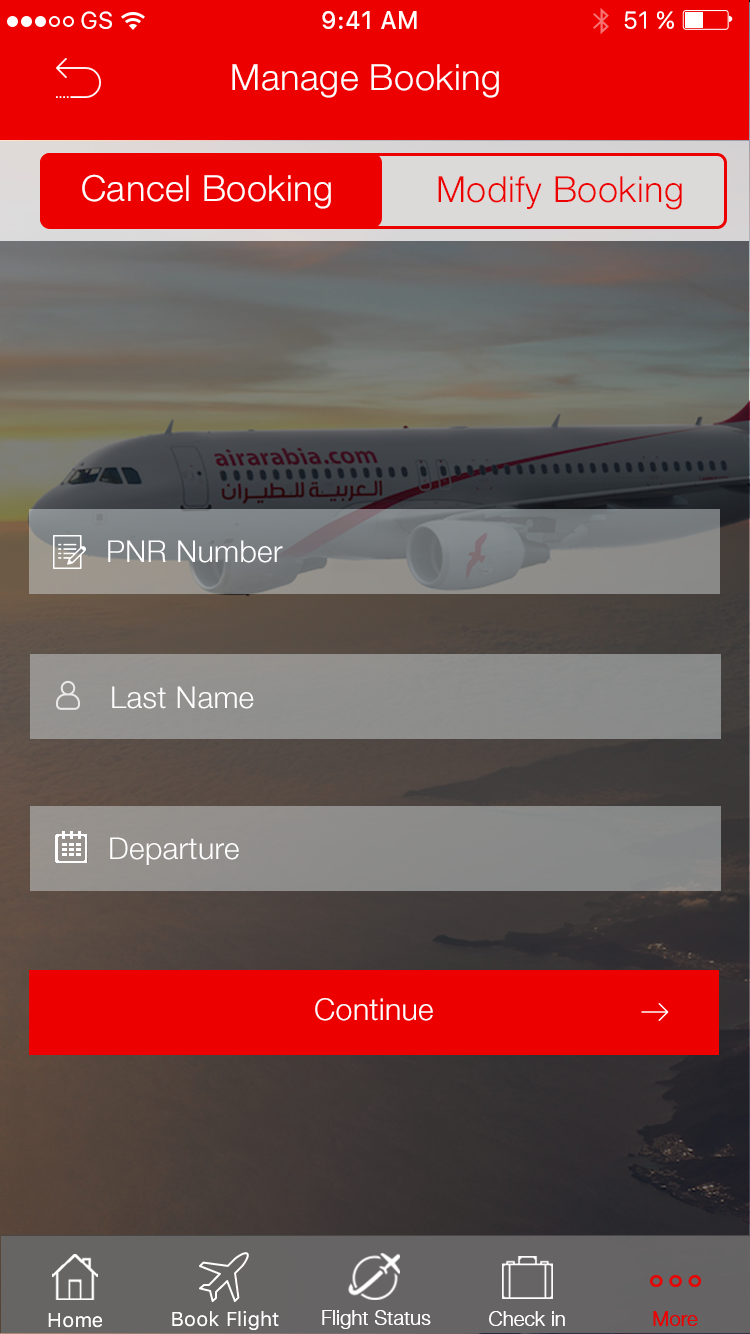 GS 9:41 AM 51 %
Manage Booking
Cancel Booking Modify Booking
airarabia.com
العربية للطيران
PNR Number
Last Name
Departure
Continue
Home Book Flight Flight Status Check in More